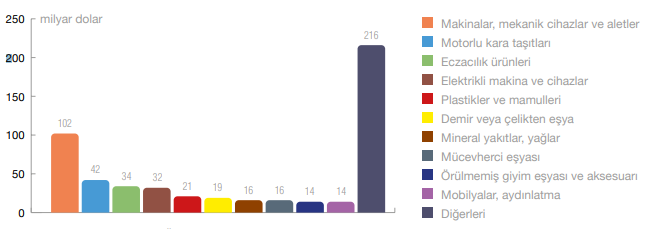 250
milyar dolar
200
150
100
50
0
102
42
34
32
21
19
16
16
14
14
216
Makinalar, mekanik cihazlar ve aletler
Motorlu kara taşıtları
Eczacılık ürünleri
Elektrikli makina ve cihazlar
Plastikler ve mamulleri
Demir veya çelikten eşya
Mineral yakıtlar, yağlar
Mücevherci eşyası
Örülmemiş giyim eşyası ve aksesuarı
Mobilyalar, aydınlatma
Diğerleri